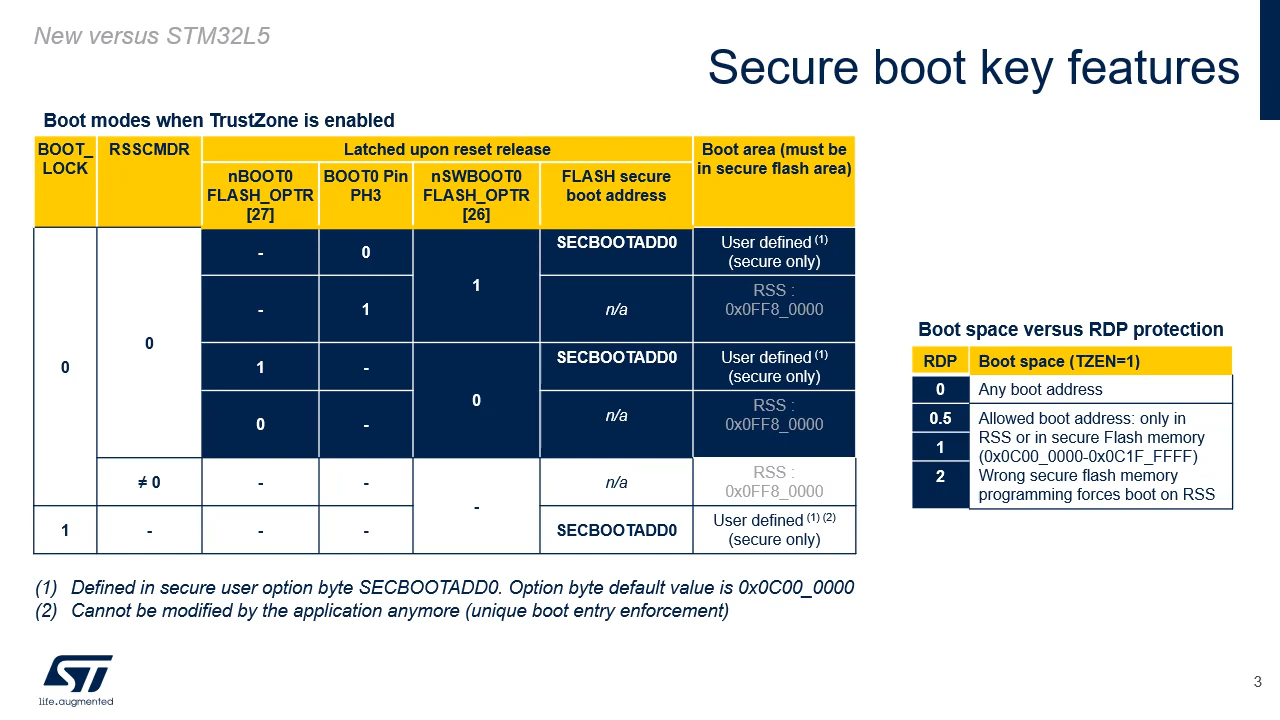 New versus STM32L5
Secure boot key features
Boot modes when TrustZone is enabled
BOOT_
LOCK
RSSCMDR
Latched upon reset release
Boot area (must be
in secure flash area)
nBOOT0
FLASH_OPTR
[27]
BOOT0 Pin
PH3
nSWBOOT0
FLASH_OPTR
[26]
FLASH secure
boot address
0
0
-
0
1
SECBOOTADD0
User defined (1)
(secure only)
-
1
n/a
RSS :
0x0FF8_0000
1
-
0
SECBOOTADD0
User defined (1)
(secure only)
0
-
n/a
RSS :
0x0FF8_0000
≠ 0
-
-
-
n/a
RSS :
0x0FF8_0000
1
-
-
-
SECBOOTADD0
User defined (1) (2)
(secure only)
(1) Defined in secure user option byte SECBOOTADD0. Option byte default value is 0x0C00_0000
(2) Cannot be modified by the application anymore (unique boot entry enforcement)
Boot space versus RDP protection
RDP
Boot space (TZEN=1)
0
Any boot address
0.5
1
2
Allowed boot address: only in
RSS or in secure Flash memory
(0x0C00_0000-0x0C1F_FFFF)
Wrong secure flash memory
programming forces boot on RSS
ST
life.augmented
3